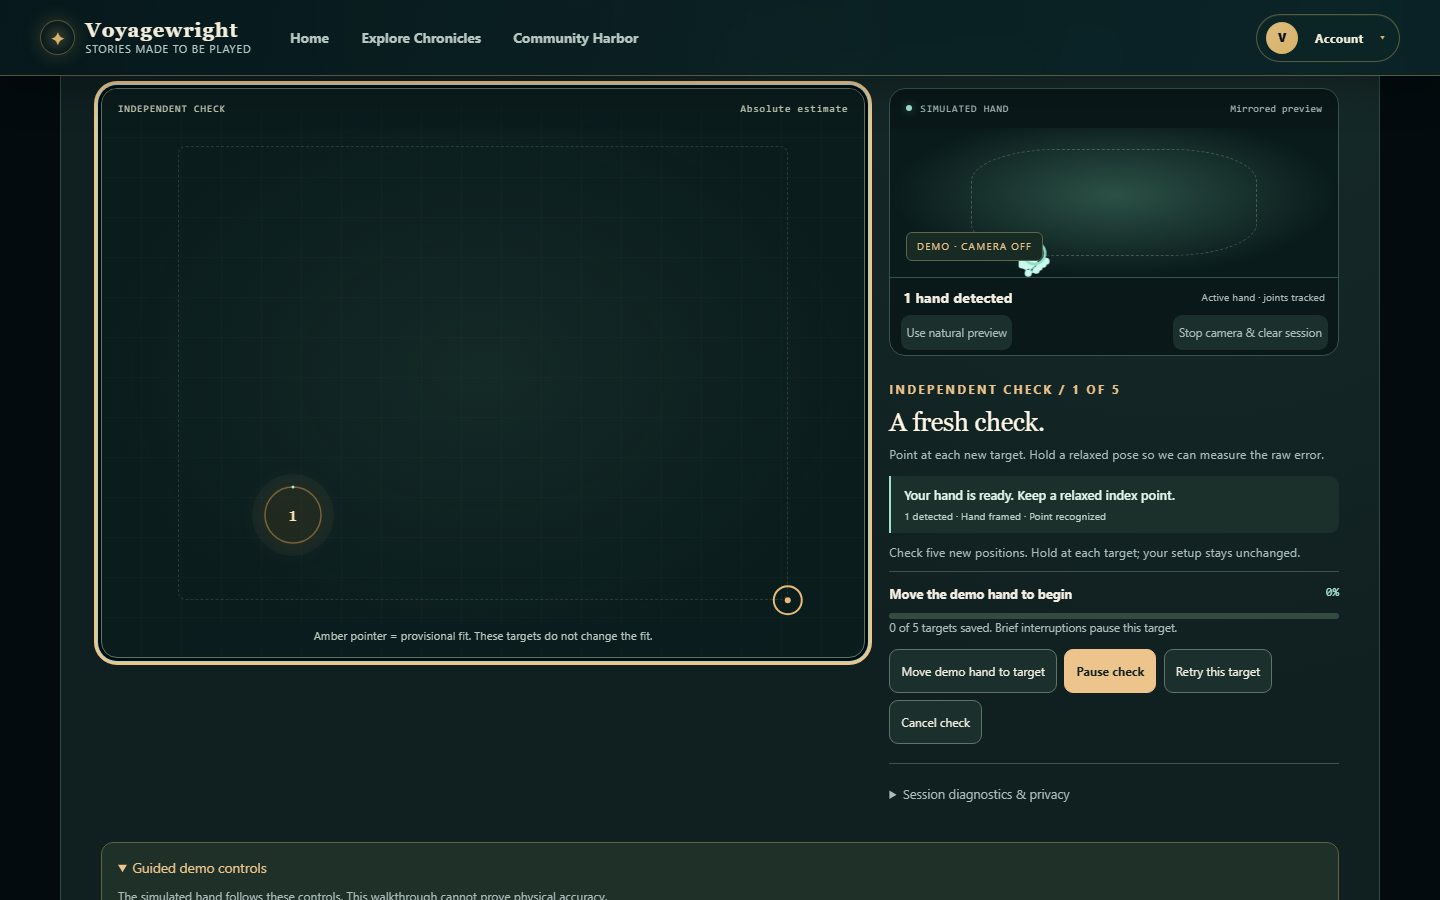 Voyagewright
STORIES MADE TO BE PLAYED
Home
Explore Chronicles
Community Harbor
V
Account
INDEPENDENT CHECK
Absolute estimate
1
Amber pointer = provisional fit. These targets do not change the fit.
SIMULATED HAND
Mirrored preview
DEMO · CAMERA OFF
1 hand detected
Active hand · joints tracked
Use natural preview
Stop camera & clear session
INDEPENDENT CHECK / 1 OF 5
A fresh check.
Point at each new target. Hold a relaxed pose so we can measure the raw error.
Your hand is ready. Keep a relaxed index point.
1 detected · Hand framed · Point recognized
Check five new positions. Hold at each target; your setup stays unchanged.
Move the demo hand to begin
0%
0 of 5 targets saved. Brief interruptions pause this target.
Move demo hand to target
Pause check
Retry this target
Cancel check
Session diagnostics & privacy
Guided demo controls
The simulated hand follows these controls. This walkthrough cannot prove physical accuracy.